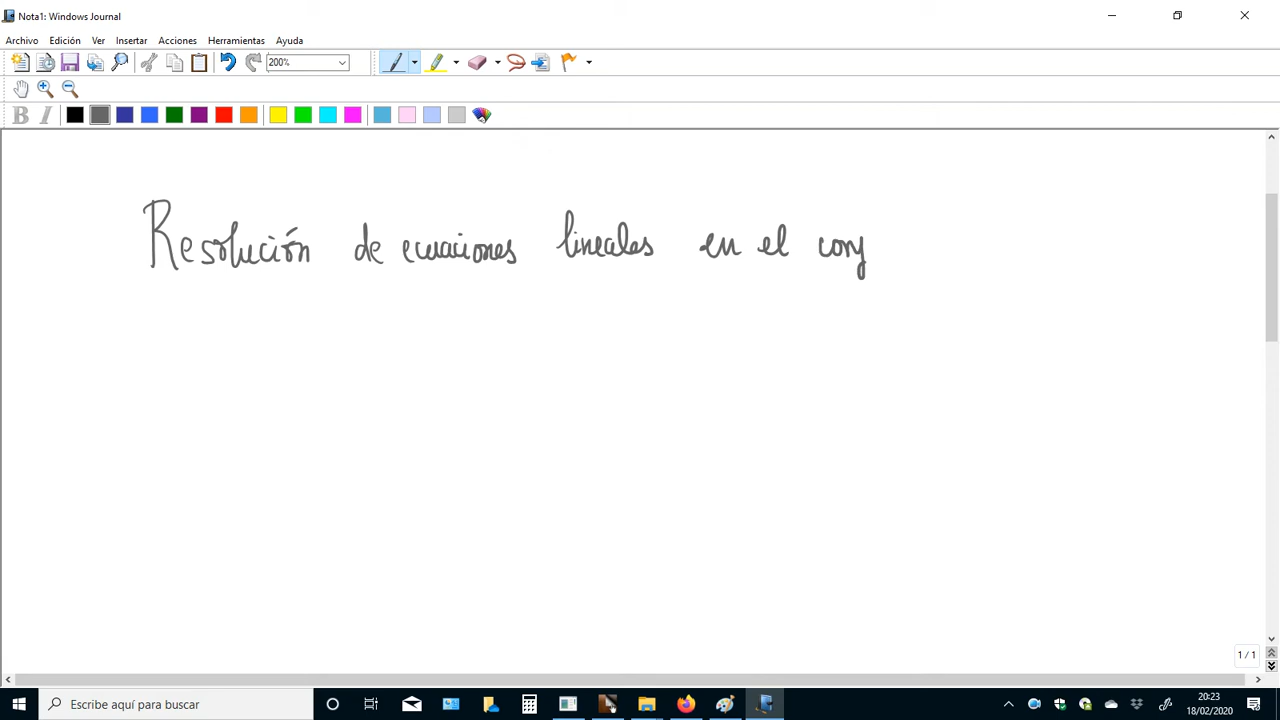 Nota1: Windows Journal
Archivo Edición Ver Insertar Acciones Herramientas Ayuda
200%
B I
Resolución de ecuaciones lineales en el conj
1 / 1
Escribe aquí para buscar
20:23
18/02/2020